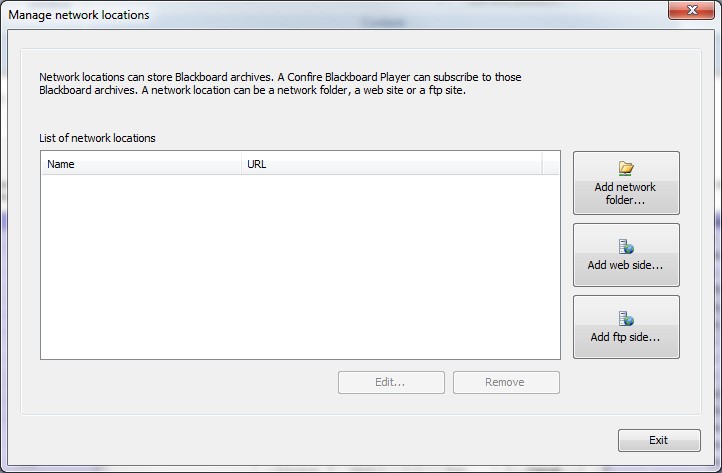 Manage network locations
Network locations can store Blackboard archives. A Confire Blackboard Player can subscribe to those
Blackboard archives. A network location can be a network folder, a web site or a ftp site.
List of network locations
Name URL
Add network
folder...
Add web side...
Add ftp side...
Edit... Remove
Exit